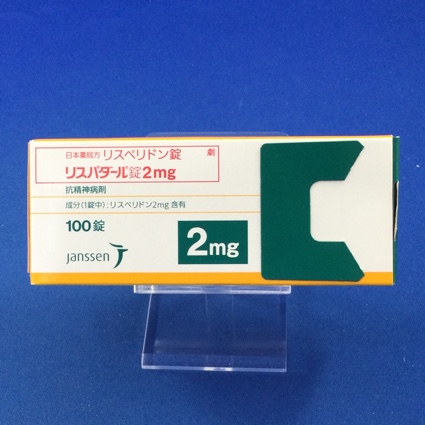 日本薬局方 リスペリドン錠 劇
リスパダール錠2mg
抗精神病剤
成分(1錠中):リスペリドン2mg 含有
100錠
2mg
janssen